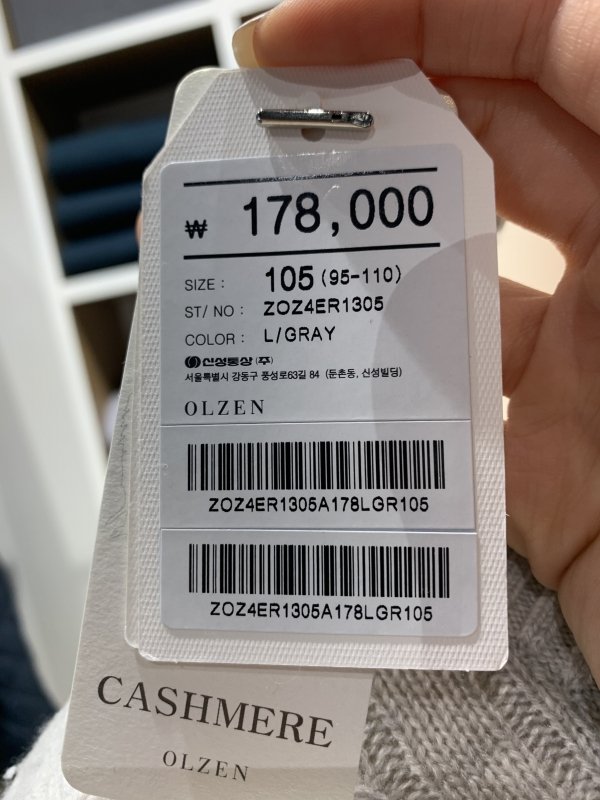 ₩ 178,000
SIZE : 105 (95-110)
ST/ NO : ZOZ4ER1305
COLOR : L/GRAY
신성통상 (주)
서울특별시 강동구 풍성로63길 84 (둔촌동, 신성빌딩)
OLZEN
ZOZ4ER1305A178LGR105
ZOZ4ER1305A178LGR105
CASHMERE
OLZEN